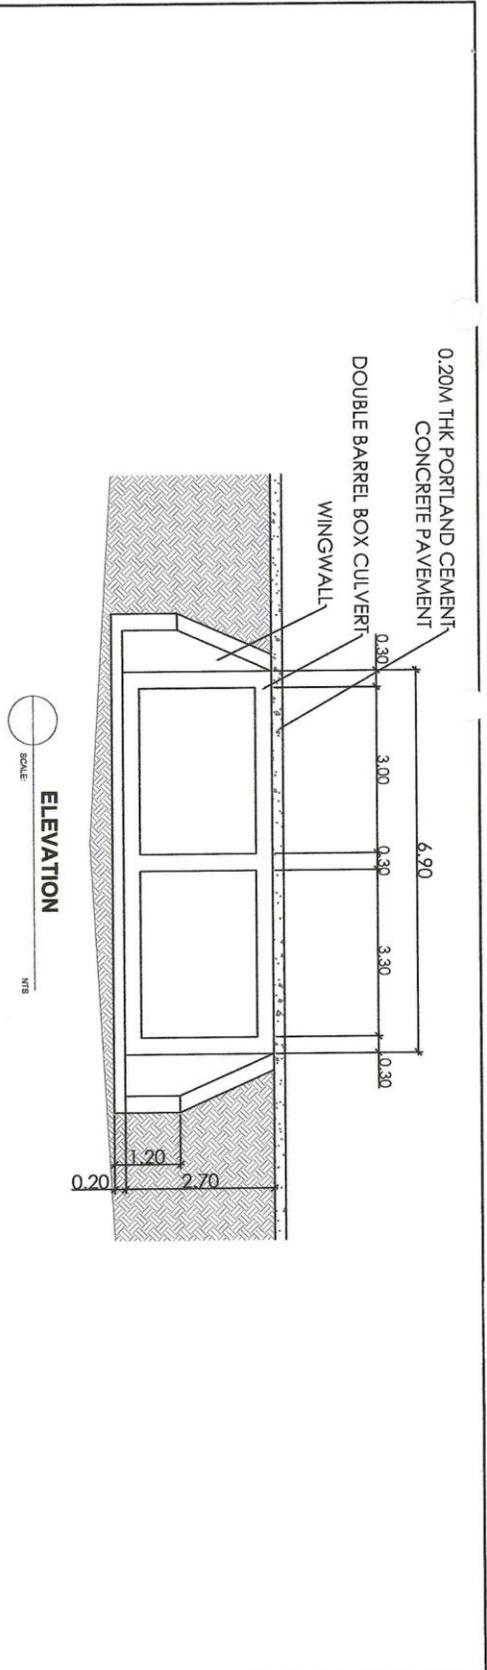 0.20M THK PORTLAND CEMENT
CONCRETE PAVEMENT
DOUBLE BARREL BOX CULVERT
WINGWALL
6.90
0.30
3.00
0.30
3.30
0.30
1.20
0.20
2.70
ELEVATION
SCALE:
NTS